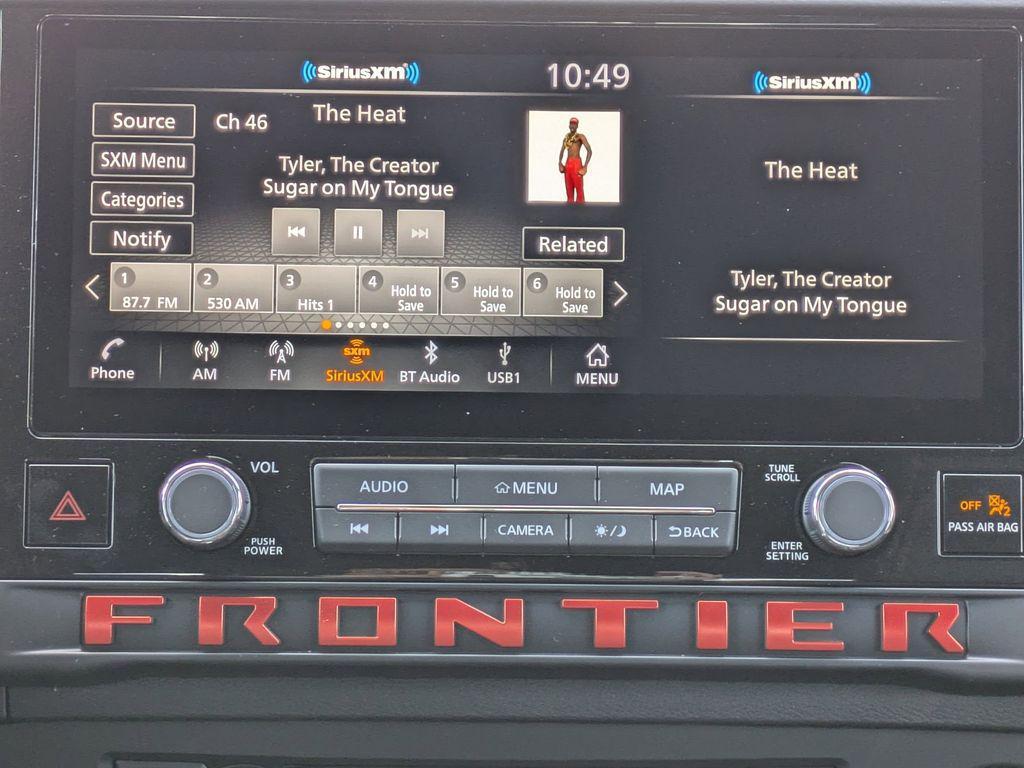 SiriusXM
10:49
SiriusXM
Source
Ch 46
The Heat
SXM Menu
Tyler, The Creator
Sugar on My Tongue
Categories
Notify
Related
The Heat
Tyler, The Creator
Sugar on My Tongue
1
87.7 FM
2
530 AM
3
Hits 1
4
Hold to
Save
5
Hold to
Save
6
Hold to
Save
Phone
AM
FM
sxm
SiriusXM
BT Audio
USB1
MENU
VOL
PUSH
POWER
AUDIO
MENU
MAP
CAMERA
BACK
TUNE
SCROLL
ENTER
SETTING
OFF
2
PASS AIR BAG
FRONTIER